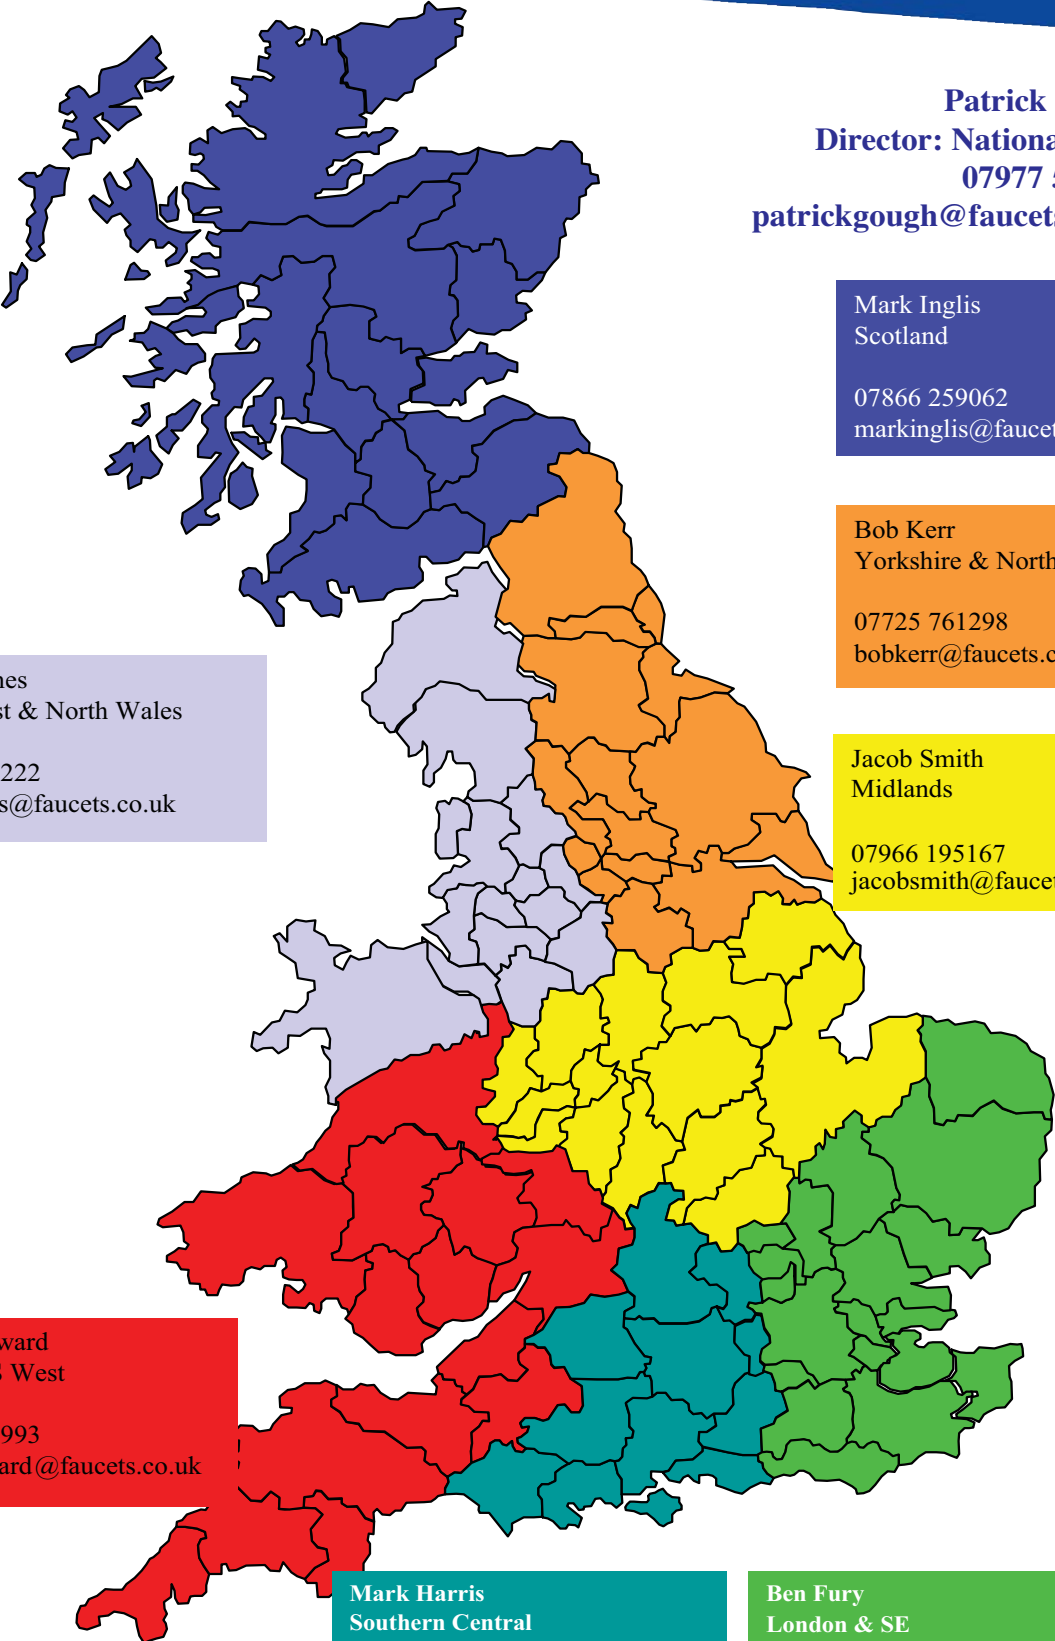 Patrick
Director: Nationa
07977 5
patrickgough@faucets
Mark Inglis
Scotland
07866 259062
markinglis@faucet
Bob Kerr
Yorkshire & North
07725 761298
bobkerr@faucets.c
nes
st & North Wales
222
s@faucets.co.uk
Jacob Smith
Midlands
07966 195167
jacobsmith@faucet
ward
S West
993
ard@faucets.co.uk
Mark Harris
Southern Central
Ben Fury
London & SE